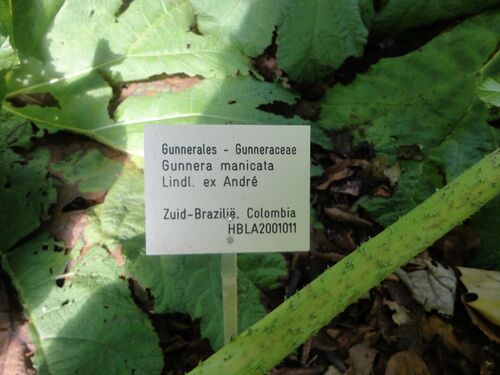 Gunnerales - Gunneraceae
Gunnera manicata
Lindl. ex André
Zuid-Brazilië, Colombia
HBLA2001011